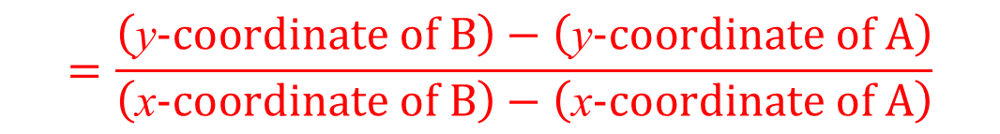 = (y-coordinate of B) − (y-coordinate of A)
(x-coordinate of B) − (x-coordinate of A)